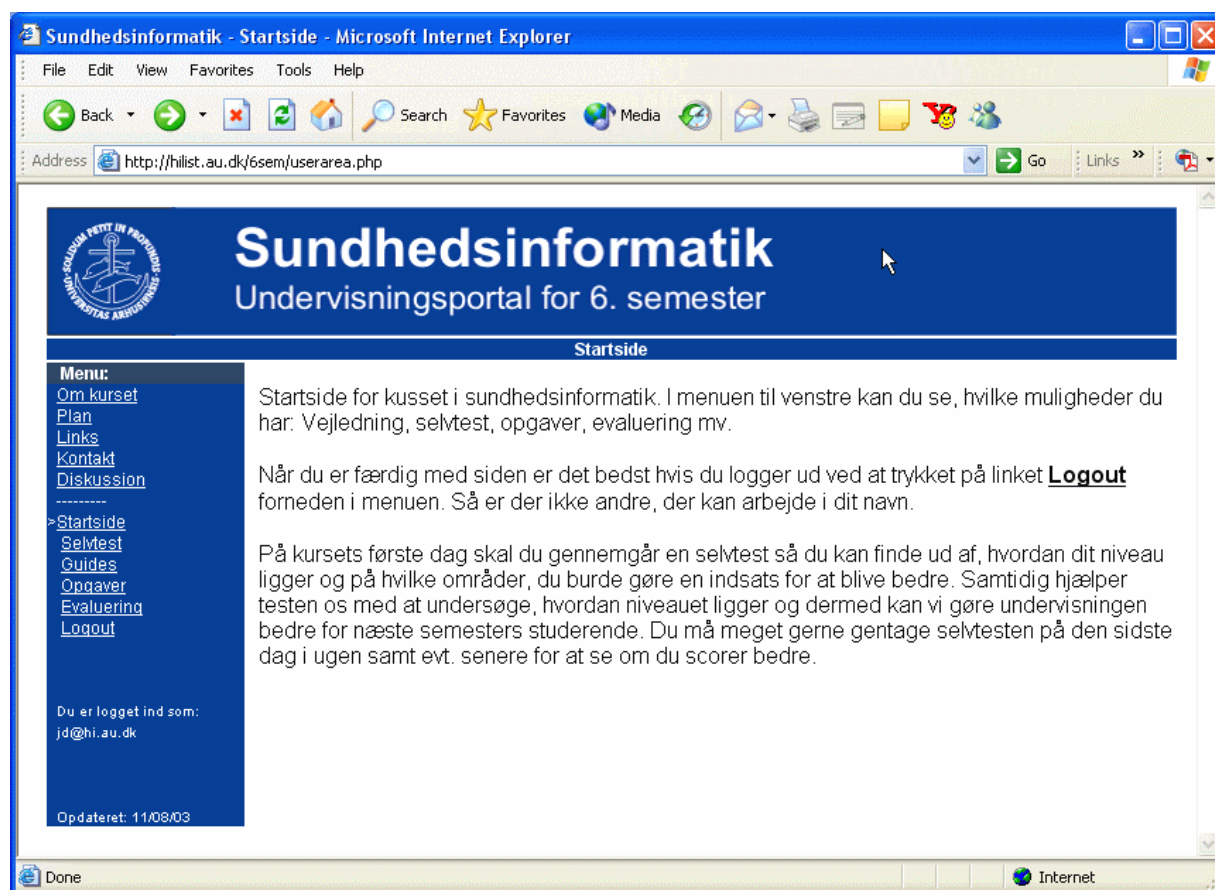 Sundhedsinformatik - Startside - Microsoft Internet Explorer
File Edit View Favorites Tools Help
Back Search Favorites Media
Address http://hilist.au.dk/6sem/userarea.php Go Links »
SOLIDUM PETIT IN PROFUNDIS
UNIVERSITAS ARHUSIENSIS
Sundhedsinformatik
Undervisningsportal for 6. semester
Startside
Menu:
Om kurset
Plan
Links
Kontakt
Diskussion
---------
>Startside
Selvtest
Guides
Opgaver
Evaluering
Logout
Du er logget ind som:
jd@hi.au.dk
Opdateret: 11/08/03
Startside for kusset i sundhedsinformatik. I menuen til venstre kan du se, hvilke muligheder du
har: Vejledning, selvtest, opgaver, evaluering mv.
Når du er færdig med siden er det bedst hvis du logger ud ved at trykket på linket Logout
forneden i menuen. Så er der ikke andre, der kan arbejde i dit navn.
På kursets første dag skal du gennemgår en selvtest så du kan finde ud af, hvordan dit niveau
ligger og på hvilke områder, du burde gøre en indsats for at blive bedre. Samtidig hjælper
testen os med at undersøge, hvordan niveauet ligger og dermed kan vi gøre undervisningen
bedre for næste semesters studerende. Du må meget gerne gentage selvtesten på den sidste
dag i ugen samt evt. senere for at se om du scorer bedre.
Done Internet